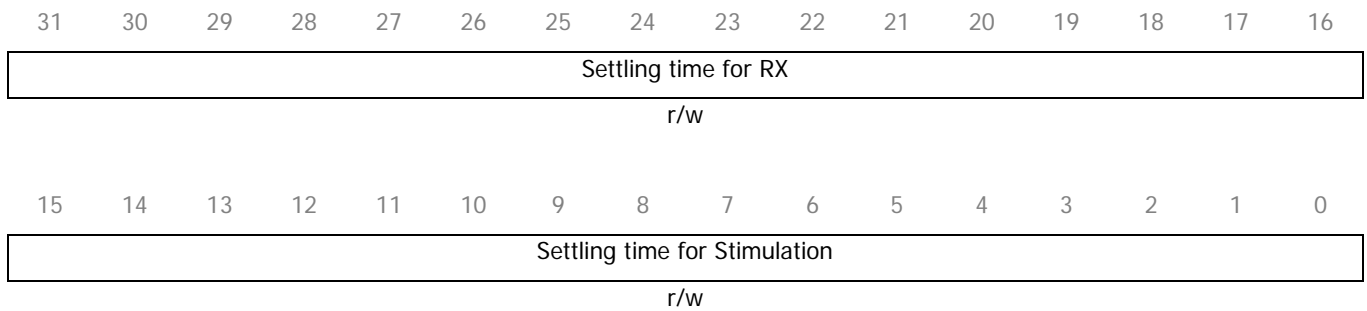 31 30 29 28 27 26 25 24 23 22 21 20 19 18 17 16
Settling time for RX
r/w
15 14 13 12 11 10 9 8 7 6 5 4 3 2 1 0
Settling time for Stimulation
r/w